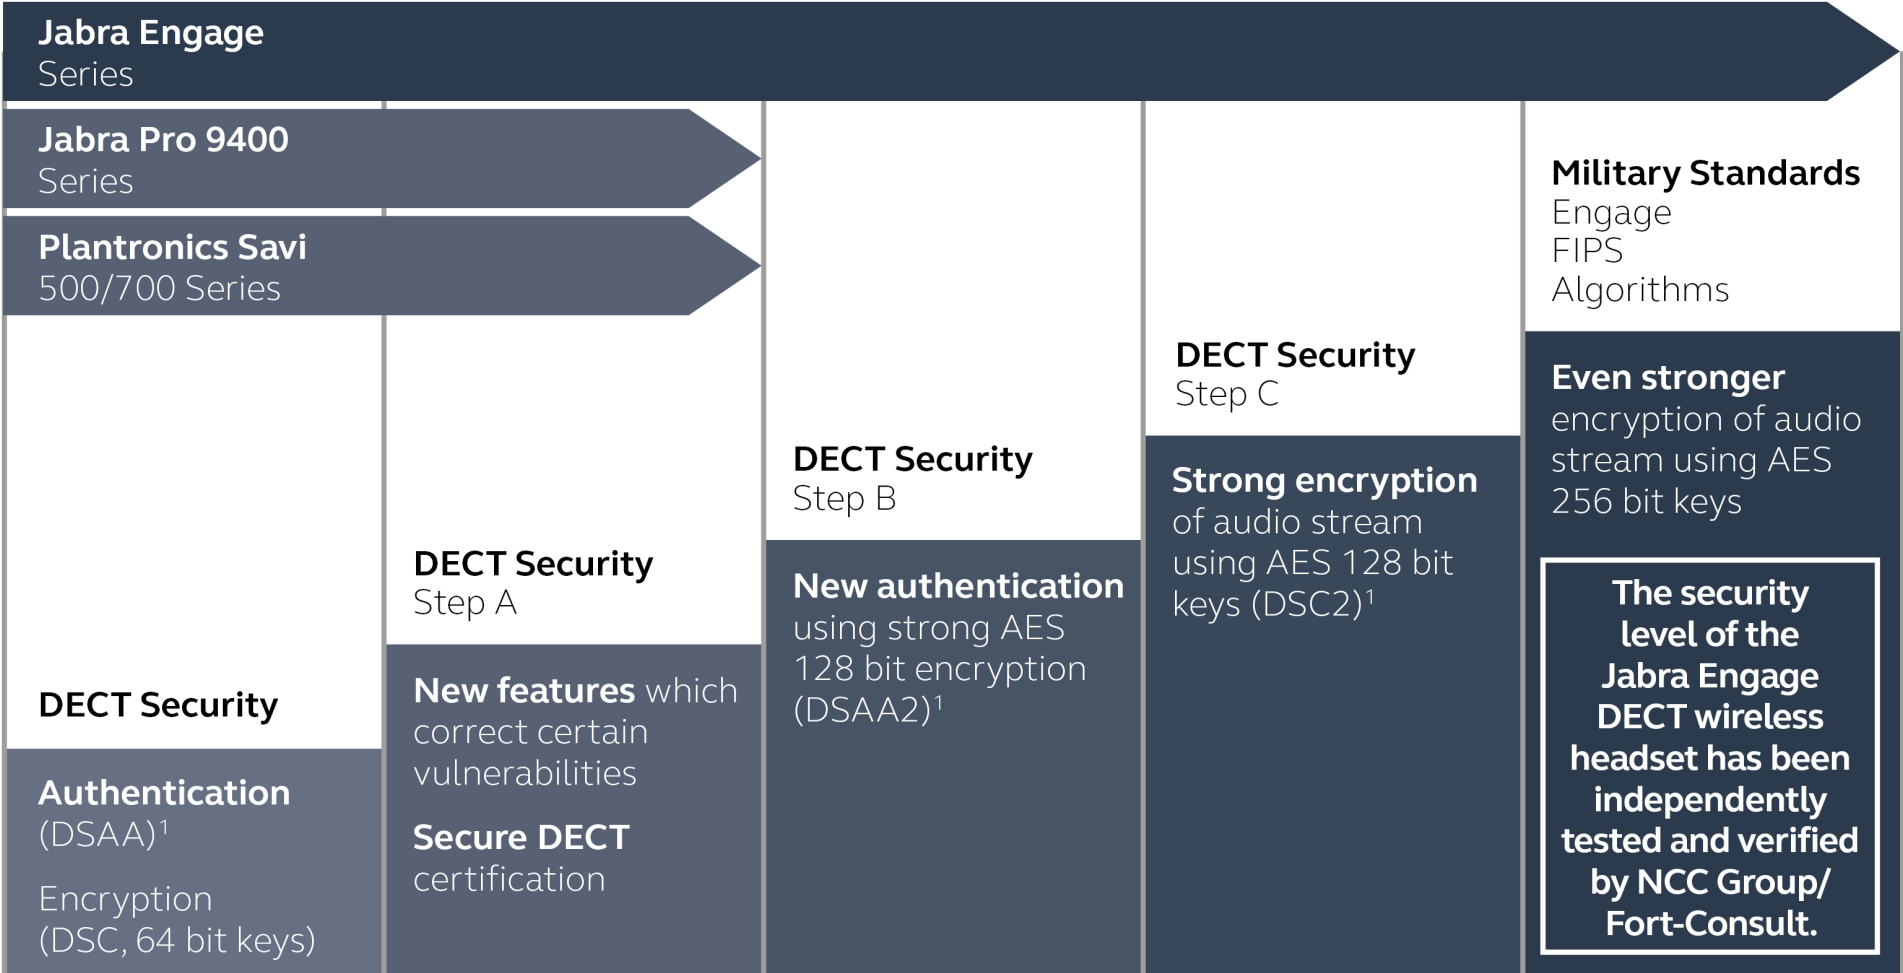 Jabra Engage
Series
Jabra Pro 9400
Series
Plantronics Savi
500/700 Series
DECT Security
Authentication
(DSAA)¹
Encryption
(DSC, 64 bit keys)
DECT Security
Step A
New features which
correct certain
vulnerabilities
Secure DECT
certification
DECT Security
Step B
New authentication
using strong AES
128 bit encryption
(DSAA2)¹
DECT Security
Step C
Strong encryption
of audio stream
using AES 128 bit
keys (DSC2)¹
Military Standards
Engage
FIPS
Algorithms
Even stronger
encryption of audio
stream using AES
256 bit keys
The security
level of the
Jabra Engage
DECT wireless
headset has been
independently
tested and verified
by NCC Group/
Fort-Consult.